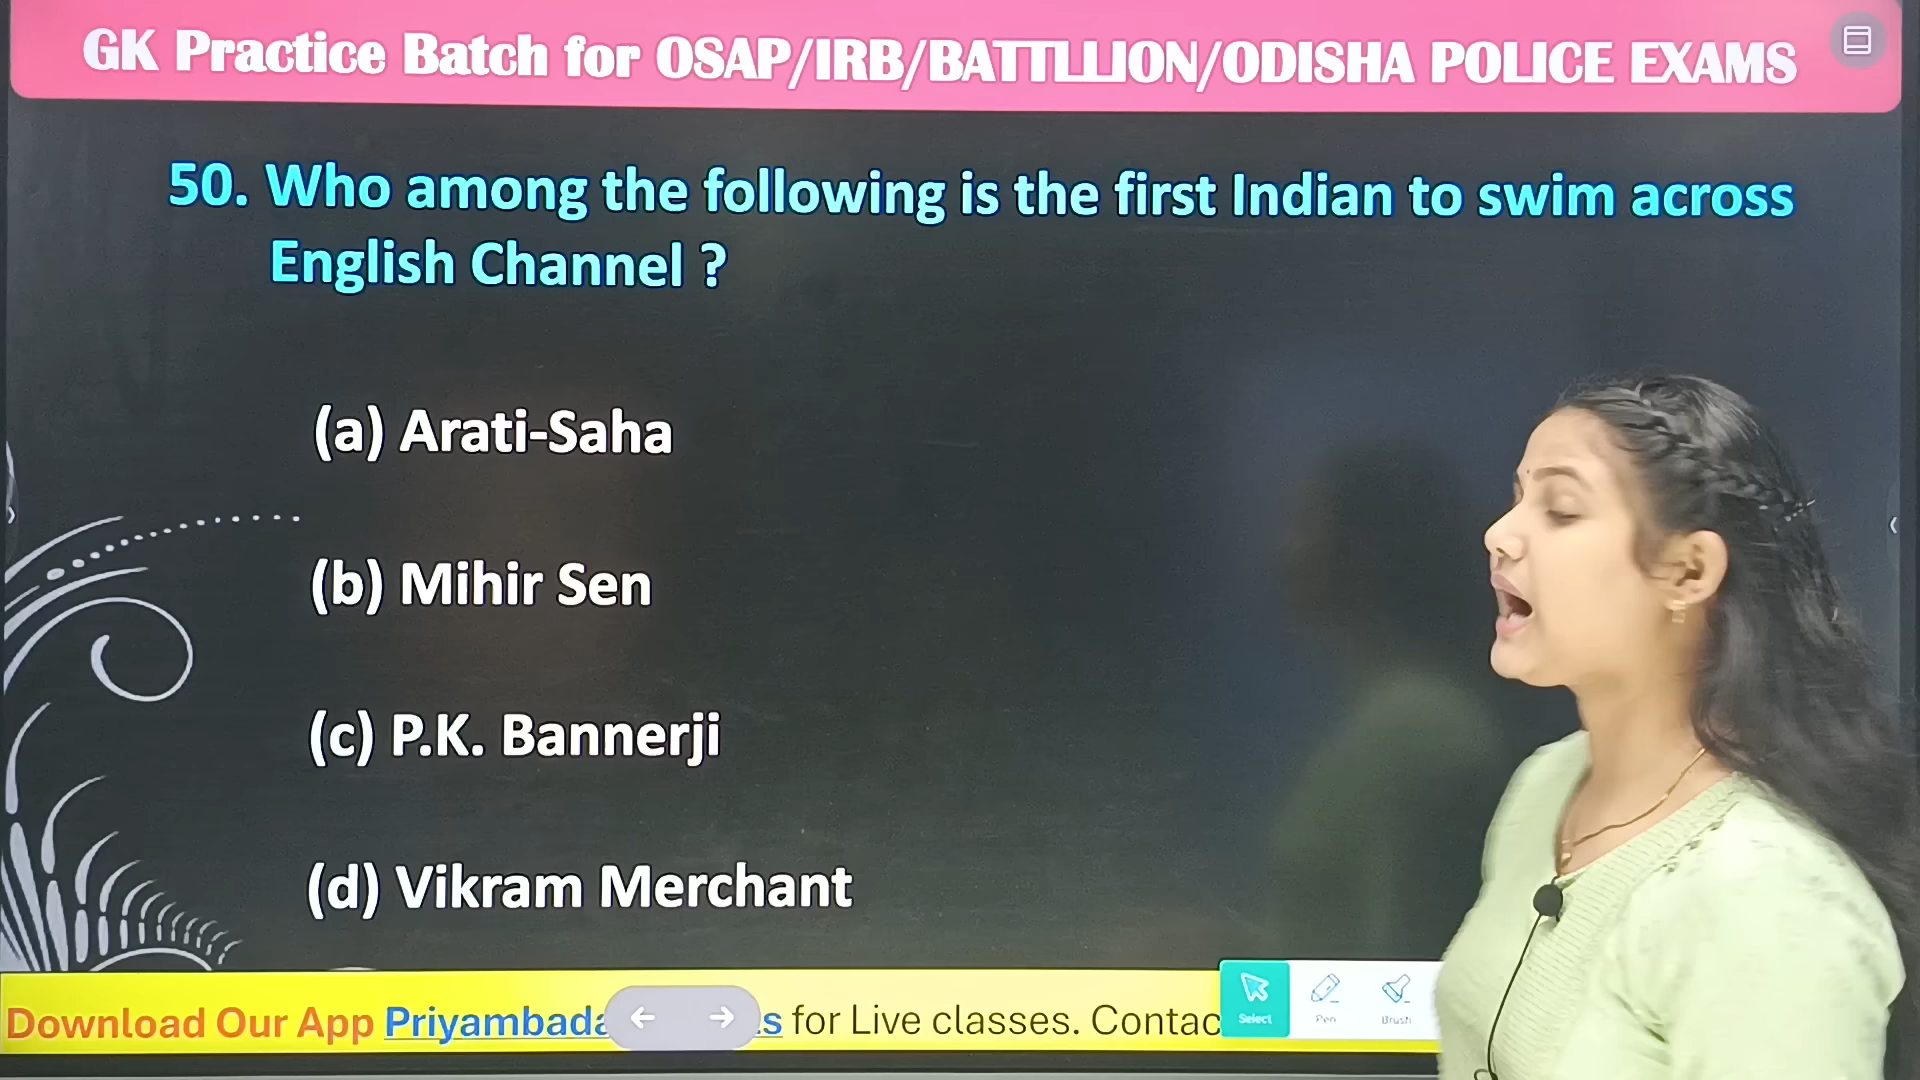 GK Practice Batch for OSAP/IRB/BATTLLION/ODISHA POLICE EXAMS
50. Who among the following is the first Indian to swim across
English Channel ?
(a) Arati-Saha
(b) Mihir Sen
(c) P.K. Bannerji
(d) Vikram Merchant
Download Our App Priyambada for Live classes. Contac
Select Pen Brush